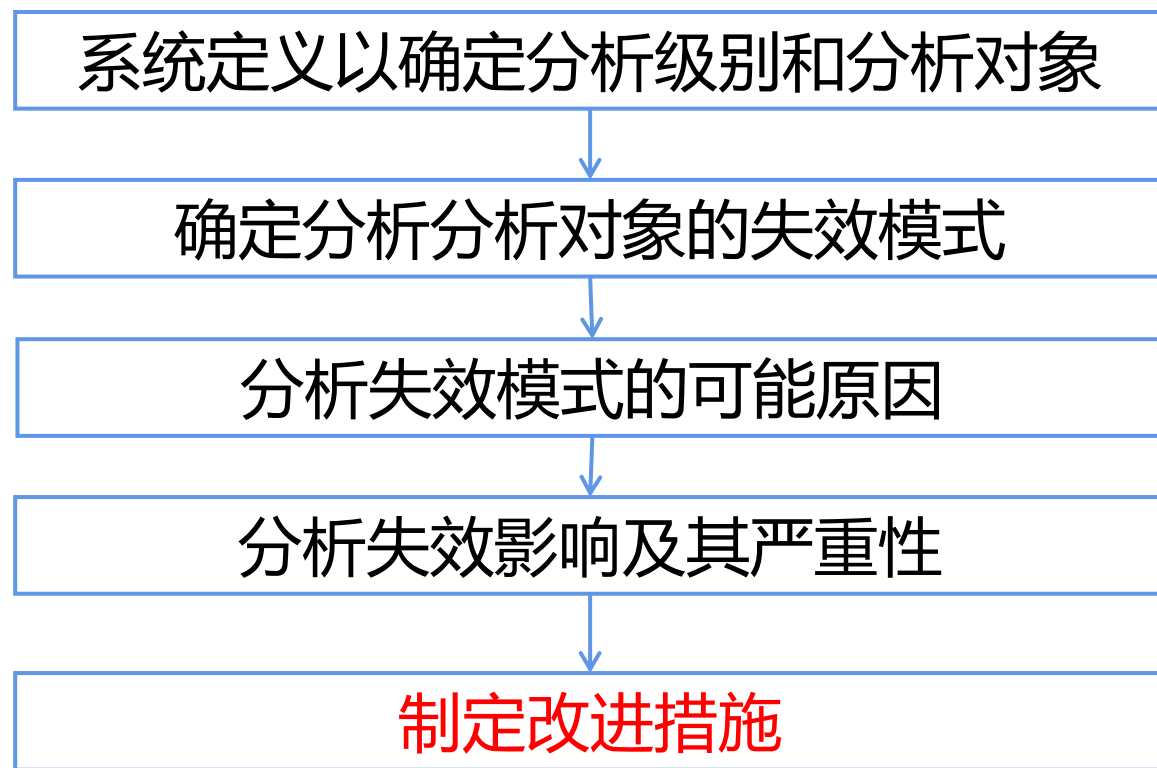 系统定义以确定分析级别和分析对象
确定分析分析对象的失效模式
分析失效模式的可能原因
分析失效影响及其严重性
制定改进措施